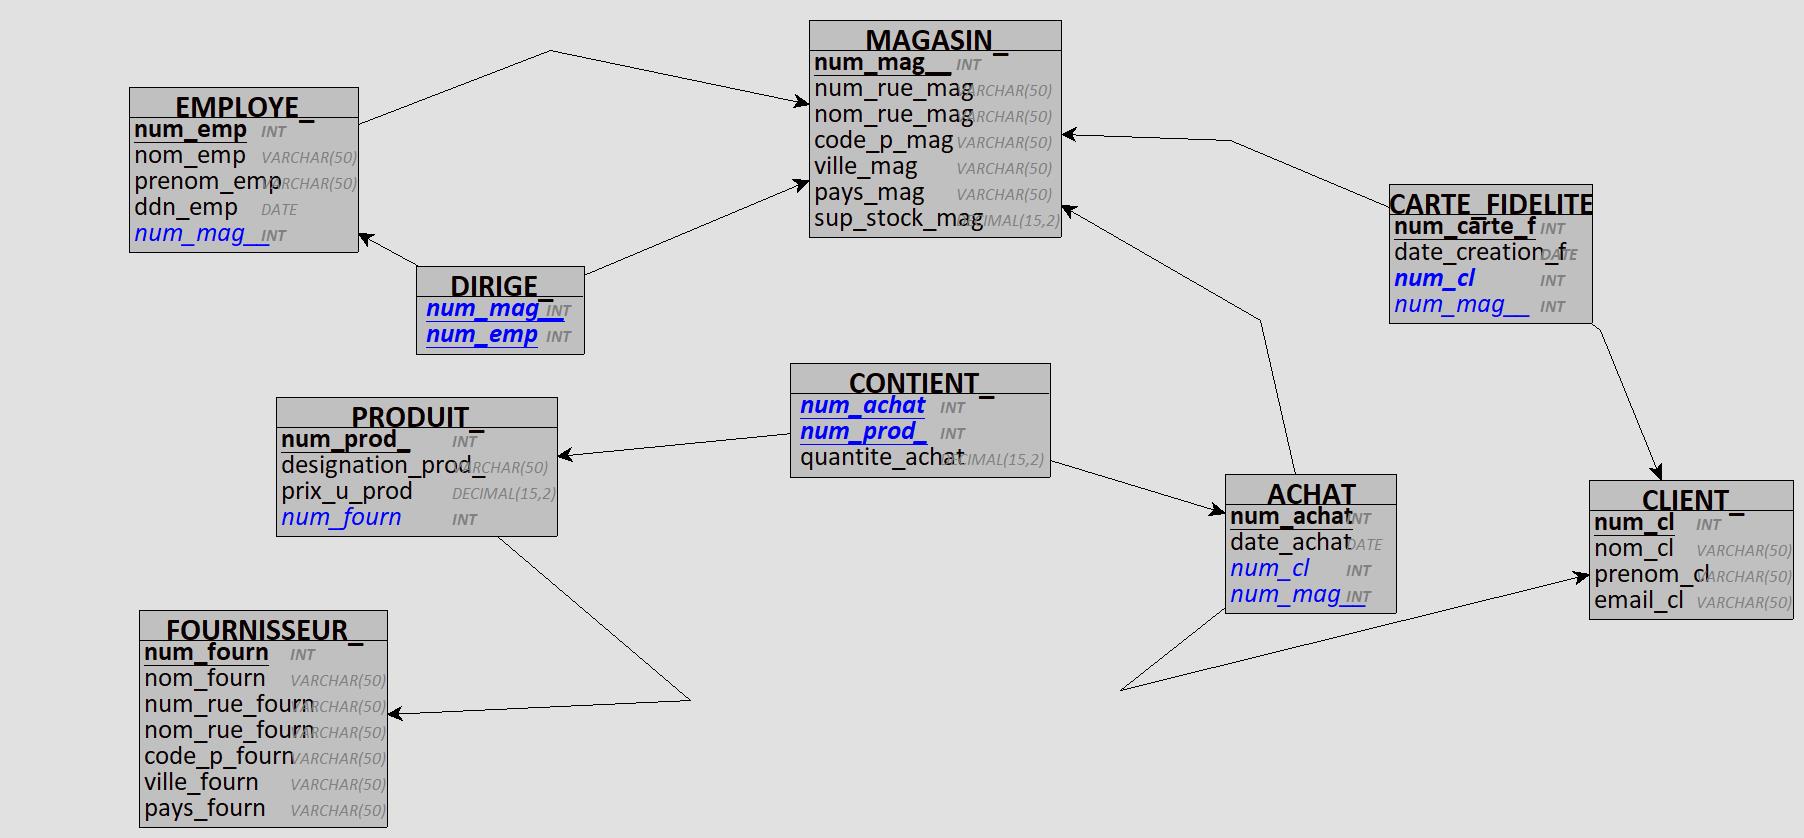 MAGASIN_
num_mag__ INT
num_rue_mag VARCHAR(50)
nom_rue_mag VARCHAR(50)
code_p_mag VARCHAR(50)
ville_mag VARCHAR(50)
pays_mag VARCHAR(50)
sup_stock_mag DECIMAL(15,2)
EMPLOYE_
num_emp INT
nom_emp VARCHAR(50)
prenom_emp VARCHAR(50)
ddn_emp DATE
num_mag__ INT
CARTE_FIDELITE
num_carte_f INT
date_creation_f DATE
num_cl INT
num_mag__ INT
DIRIGE_
num_mag__ INT
num_emp INT
CONTIENT_
num_achat INT
num_prod_ INT
quantite_achat DECIMAL(15,2)
PRODUIT_
num_prod_ INT
designation_prod_ VARCHAR(50)
prix_u_prod DECIMAL(15,2)
num_fourn INT
ACHAT
num_achat INT
date_achat DATE
num_cl INT
num_mag__ INT
CLIENT_
num_cl INT
nom_cl VARCHAR(50)
prenom_cl VARCHAR(50)
email_cl VARCHAR(50)
FOURNISSEUR_
num_fourn INT
nom_fourn VARCHAR(50)
num_rue_fourn VARCHAR(50)
nom_rue_fourn VARCHAR(50)
code_p_fourn VARCHAR(50)
ville_fourn VARCHAR(50)
pays_fourn VARCHAR(50)